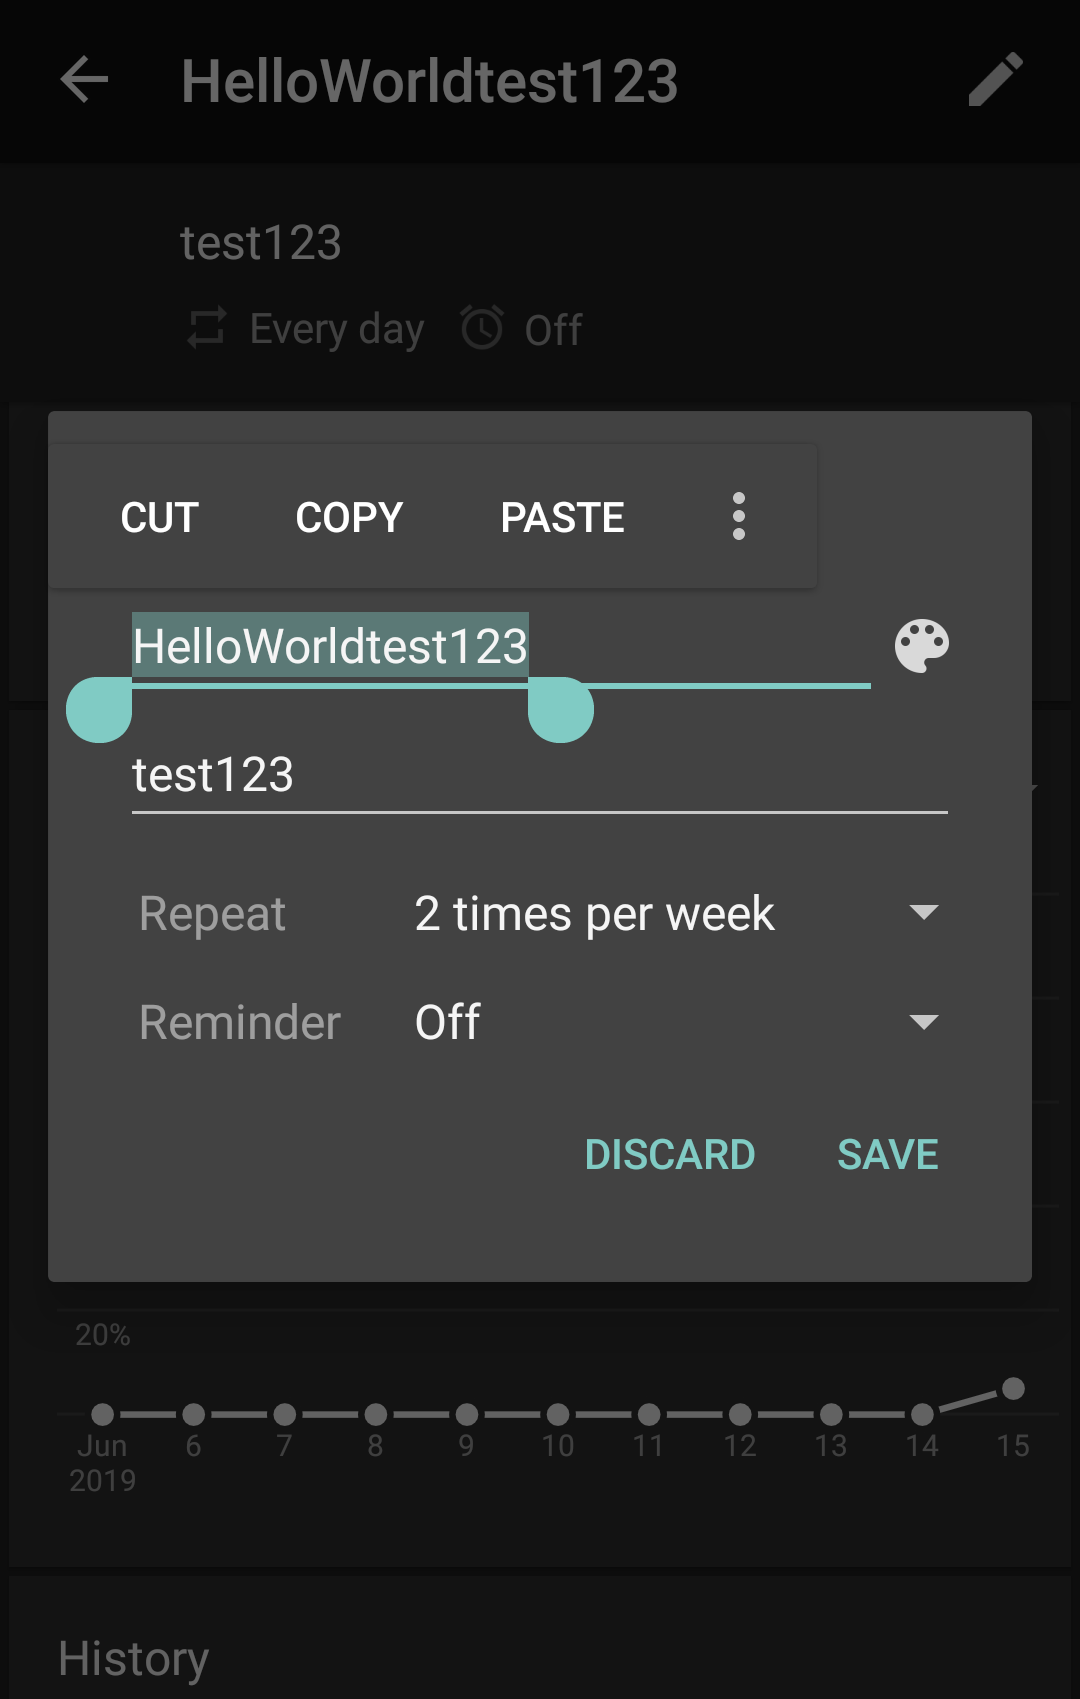 HelloWorldtest123
test123
Every day Off
CUT COPY PASTE
HelloWorldtest123
test123
Repeat 2 times per week
Reminder Off
DISCARD SAVE
20%
Jun 6 7 8 9 10 11 12 13 14 15
2019
History